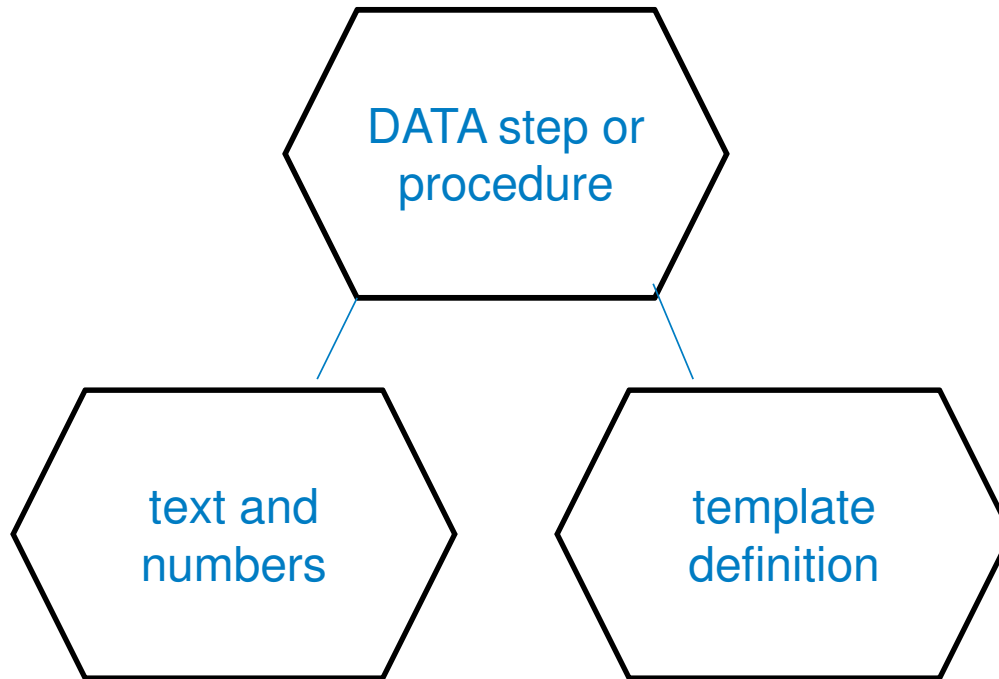 DATA step or
procedure
text and
numbers
template
definition